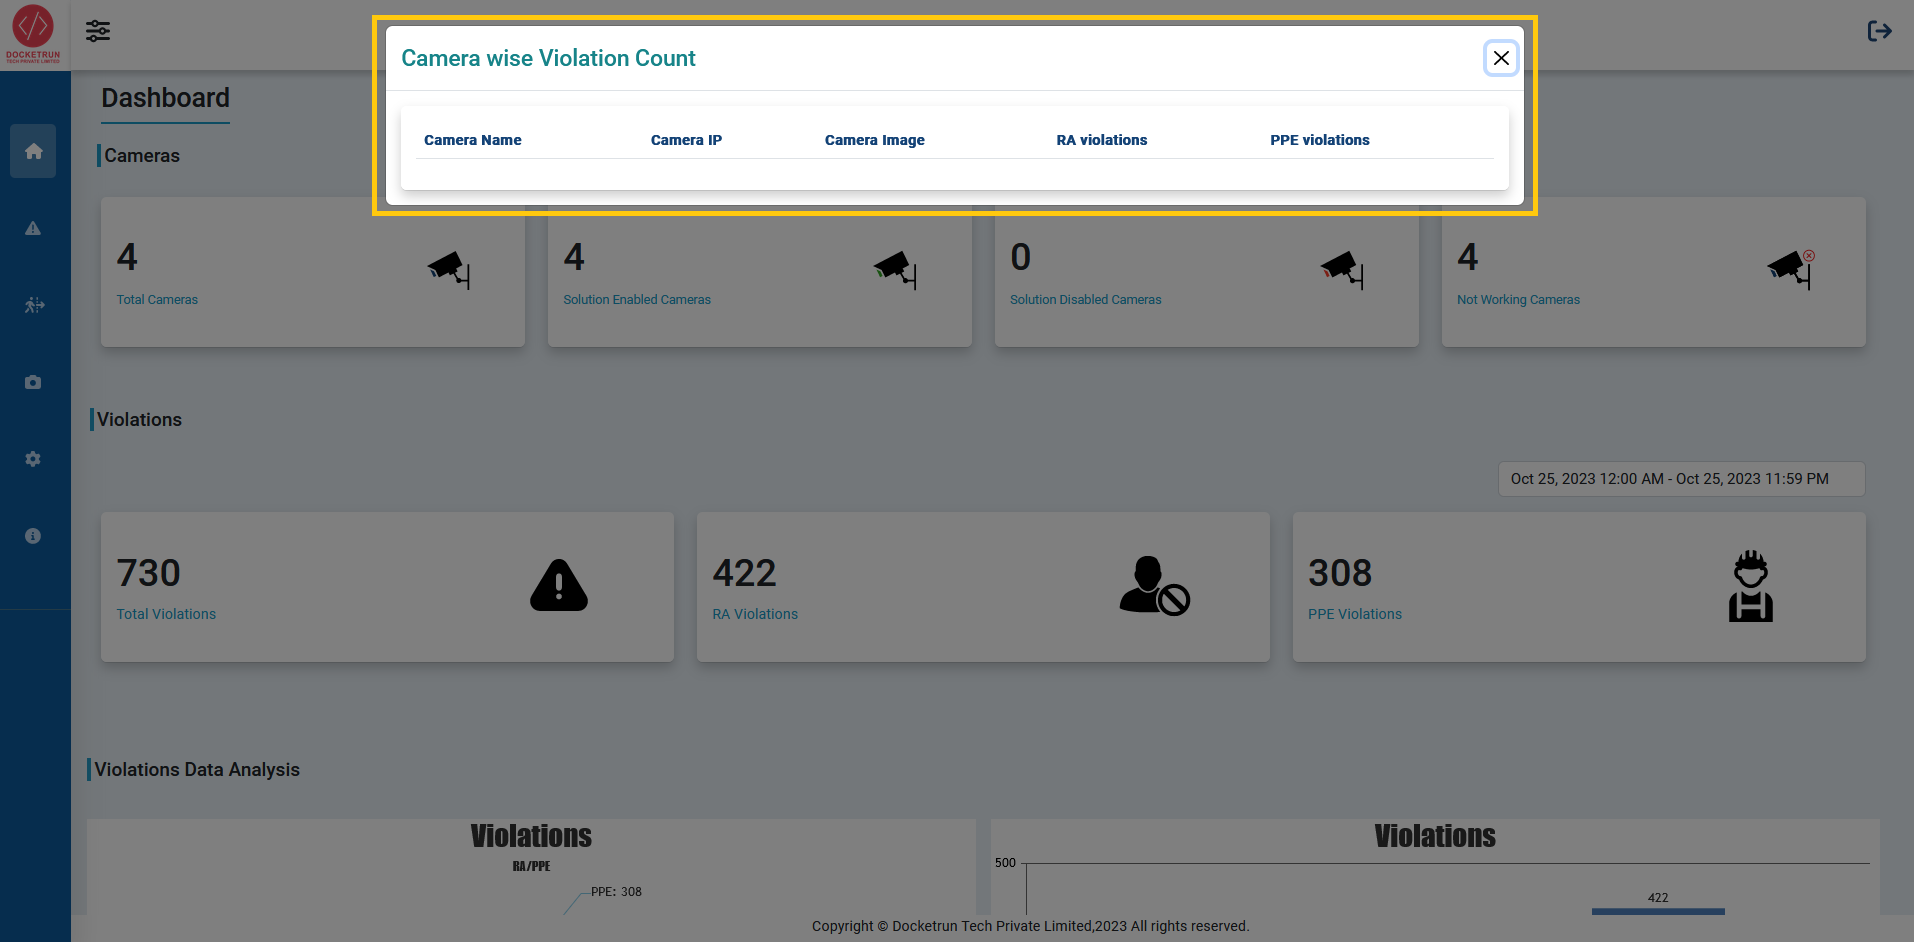 DOCKETRUN
TECH PRIVATE LIMITED
Camera wise Violation Count
Camera Name Camera IP Camera Image RA violations PPE violations
Dashboard
Cameras
4 4 0 4
Total Cameras Solution Enabled Cameras Solution Disabled Cameras Not Working Cameras
Violations
Oct 25, 2023 12:00 AM - Oct 25, 2023 11:59 PM
730 422 308
Total Violations RA Violations PPE Violations
Violations Data Analysis
Violations
RA/PPE
PPE: 308
Violations
500
422
Copyright © Docketrun Tech Private Limited,2023 All rights reserved.